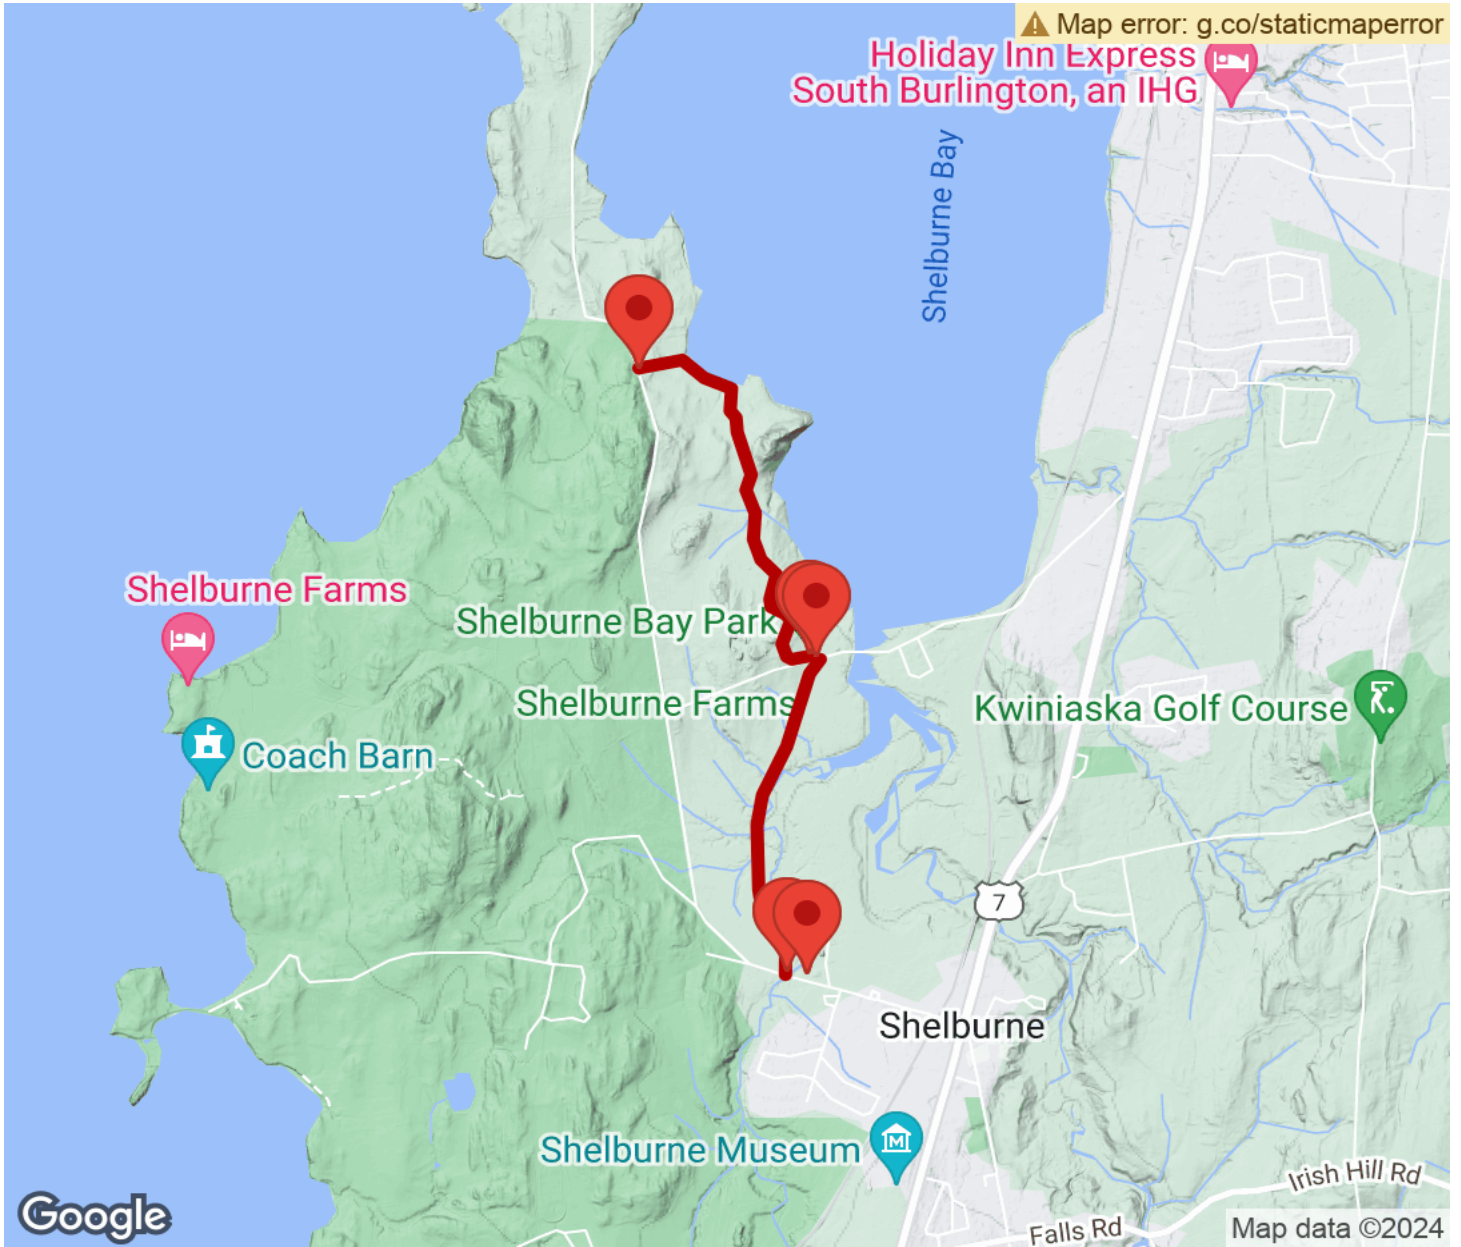 Map error: g.co/staticmaperror
Holiday Inn Express
South Burlington, an IHG
Shelburne Bay
Shelburne Farms
Shelburne Bay Park
Shelburne Farms
Kwiniaska Golf Course
Coach Barn
7
Shelburne
Shelburne Museum
M
Irish Hill Rd
Falls Rd
Google
Map data ©2024